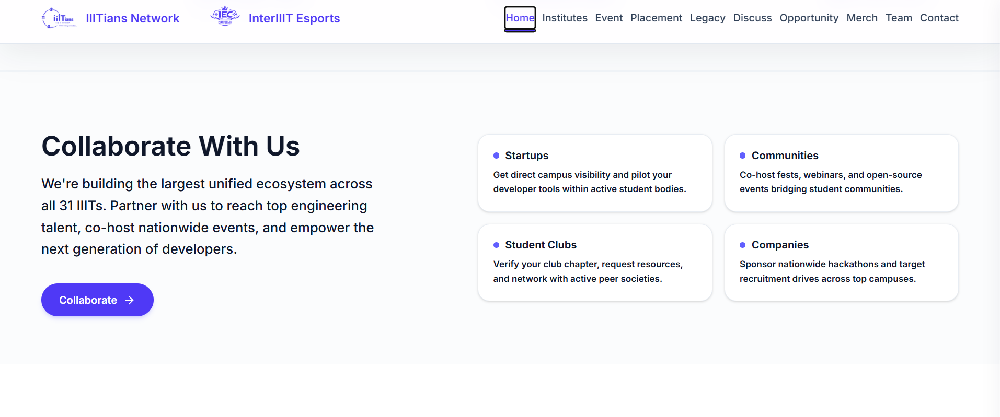 iiiTians
NETWORK
IIITians Network
IEC
CHAMPIONSHIP
InterIIIT Esports
Home Institutes Event Placement Legacy Discuss Opportunity Merch Team Contact
Collaborate With Us
We're building the largest unified ecosystem across
all 31 IIITs. Partner with us to reach top engineering
talent, co-host nationwide events, and empower the
next generation of developers.
Collaborate →
Startups
Get direct campus visibility and pilot your
developer tools within active student bodies.
Communities
Co-host fests, webinars, and open-source
events bridging student communities.
Student Clubs
Verify your club chapter, request resources,
and network with active peer societies.
Companies
Sponsor nationwide hackathons and target
recruitment drives across top campuses.